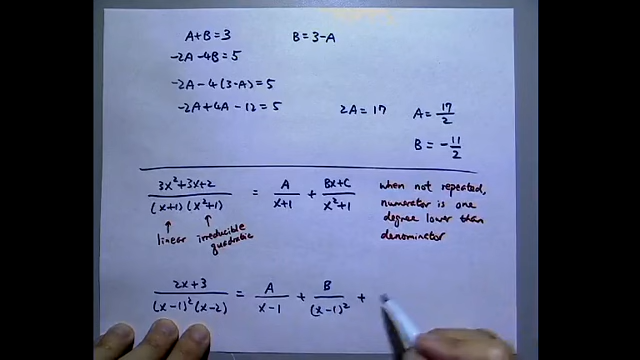 A+B=3 B=3-A
-2A-4B=5
-2A-4(3-A)=5
-2A+4A-12=5 2A=17 A=17/2
B=-11/2
(3x²+3x+2)/((x+1)(x²+1)) = A/(x+1) + (Bx+C)/(x²+1)
when not repeated,
numerator is one
degree lower than
denominator
↑ ↑
linear irreducible
quadratic
(2x+3)/((x-1)²(x-2)) = A/(x-1) + B/(x-1)² +